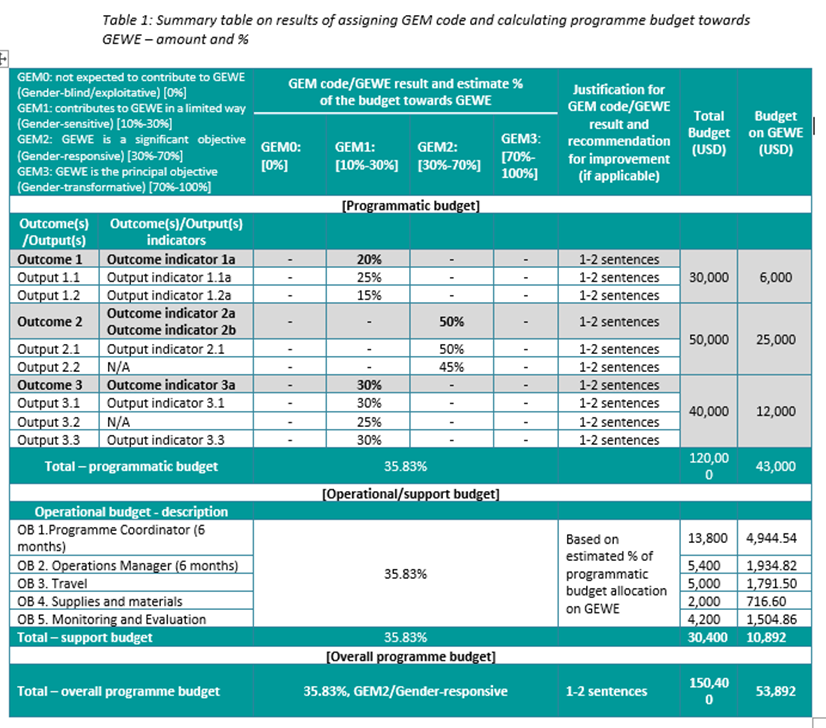 Table 1: Summary table on results of assigning GEM code and calculating programme budget towards
GEWE – amount and %
GEM0: not expected to contribute to GEWE
(Gender-blind/exploitative) [0%]
GEM1: contributes to GEWE in a limited way
(Gender-sensitive) [10%-30%]
GEM2: GEWE is a significant objective
(Gender-responsive) [30%-70%]
GEM3: GEWE is the principal objective
(Gender-transformative) [70%-100%]
GEM code/GEWE result and estimate %
of the budget towards GEWE
GEM0:
[0%]
GEM1:
[10%-30%]
GEM2:
[30%-70%]
GEM3:
[70%-
100%]
Justification for
GEM code/GEWE
result and
recommendation
for improvement
(if applicable)
Total
Budget
(USD)
Budget
on GEWE
(USD)
[Programmatic budget]
Outcome(s)
/Output(s)
Outcome(s)/Output(s)
indicators
Outcome 1 Outcome indicator 1a - 20% - - 1-2 sentences
Output 1.1 Output indicator 1.1a - 25% - - 1-2 sentences 30,000 6,000
Output 1.2 Output indicator 1.2a - 15% - - 1-2 sentences
Outcome 2 Outcome indicator 2a
Outcome indicator 2b - - 50% - 1-2 sentences
50,000 25,000
Output 2.1 Output indicator 2.1 - - 50% - 1-2 sentences
Output 2.2 N/A - - 45% - 1-2 sentences
Outcome 3 Outcome indicator 3a - 30% - - 1-2 sentences
Output 3.1 Output indicator 3.1 - 30% - - 1-2 sentences
40,000 12,000
Output 3.2 N/A - 25% - - 1-2 sentences
Output 3.3 Output indicator 3.3 - 30% - - 1-2 sentences
Total – programmatic budget 35.83% 120,00
0 43,000
[Operational/support budget]
Operational budget - description
OB 1.Programme Coordinator (6
months) 13,800 4,944.54
OB 2. Operations Manager (6 months) 5,400 1,934.82
OB 3. Travel 5,000 1,791.50
OB 4. Supplies and materials 2,000 716.60
OB 5. Monitoring and Evaluation 4,200 1,504.86
35.83%
Based on
estimated % of
programmatic
budget allocation
on GEWE
Total – support budget 35.83% 30,400 10,892
[Overall programme budget]
Total – overall programme budget 35.83%, GEM2/Gender-responsive 1-2 sentences 150,40
0 53,892